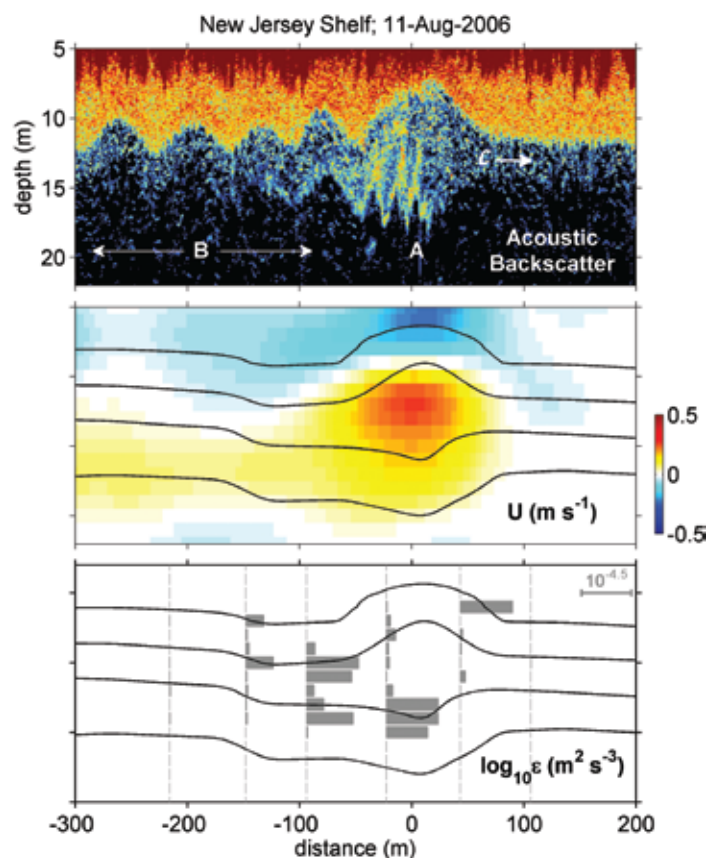 New Jersey Shelf; 11-Aug-2006
5
10
15
20
depth (m)
C
B
A
Acoustic
Backscatter
0.5
0
-0.5
U (m s⁻¹)
10⁻⁴·⁵
log₁₀ε (m² s⁻³)
-300 -200 -100 0 100 200
distance (m)